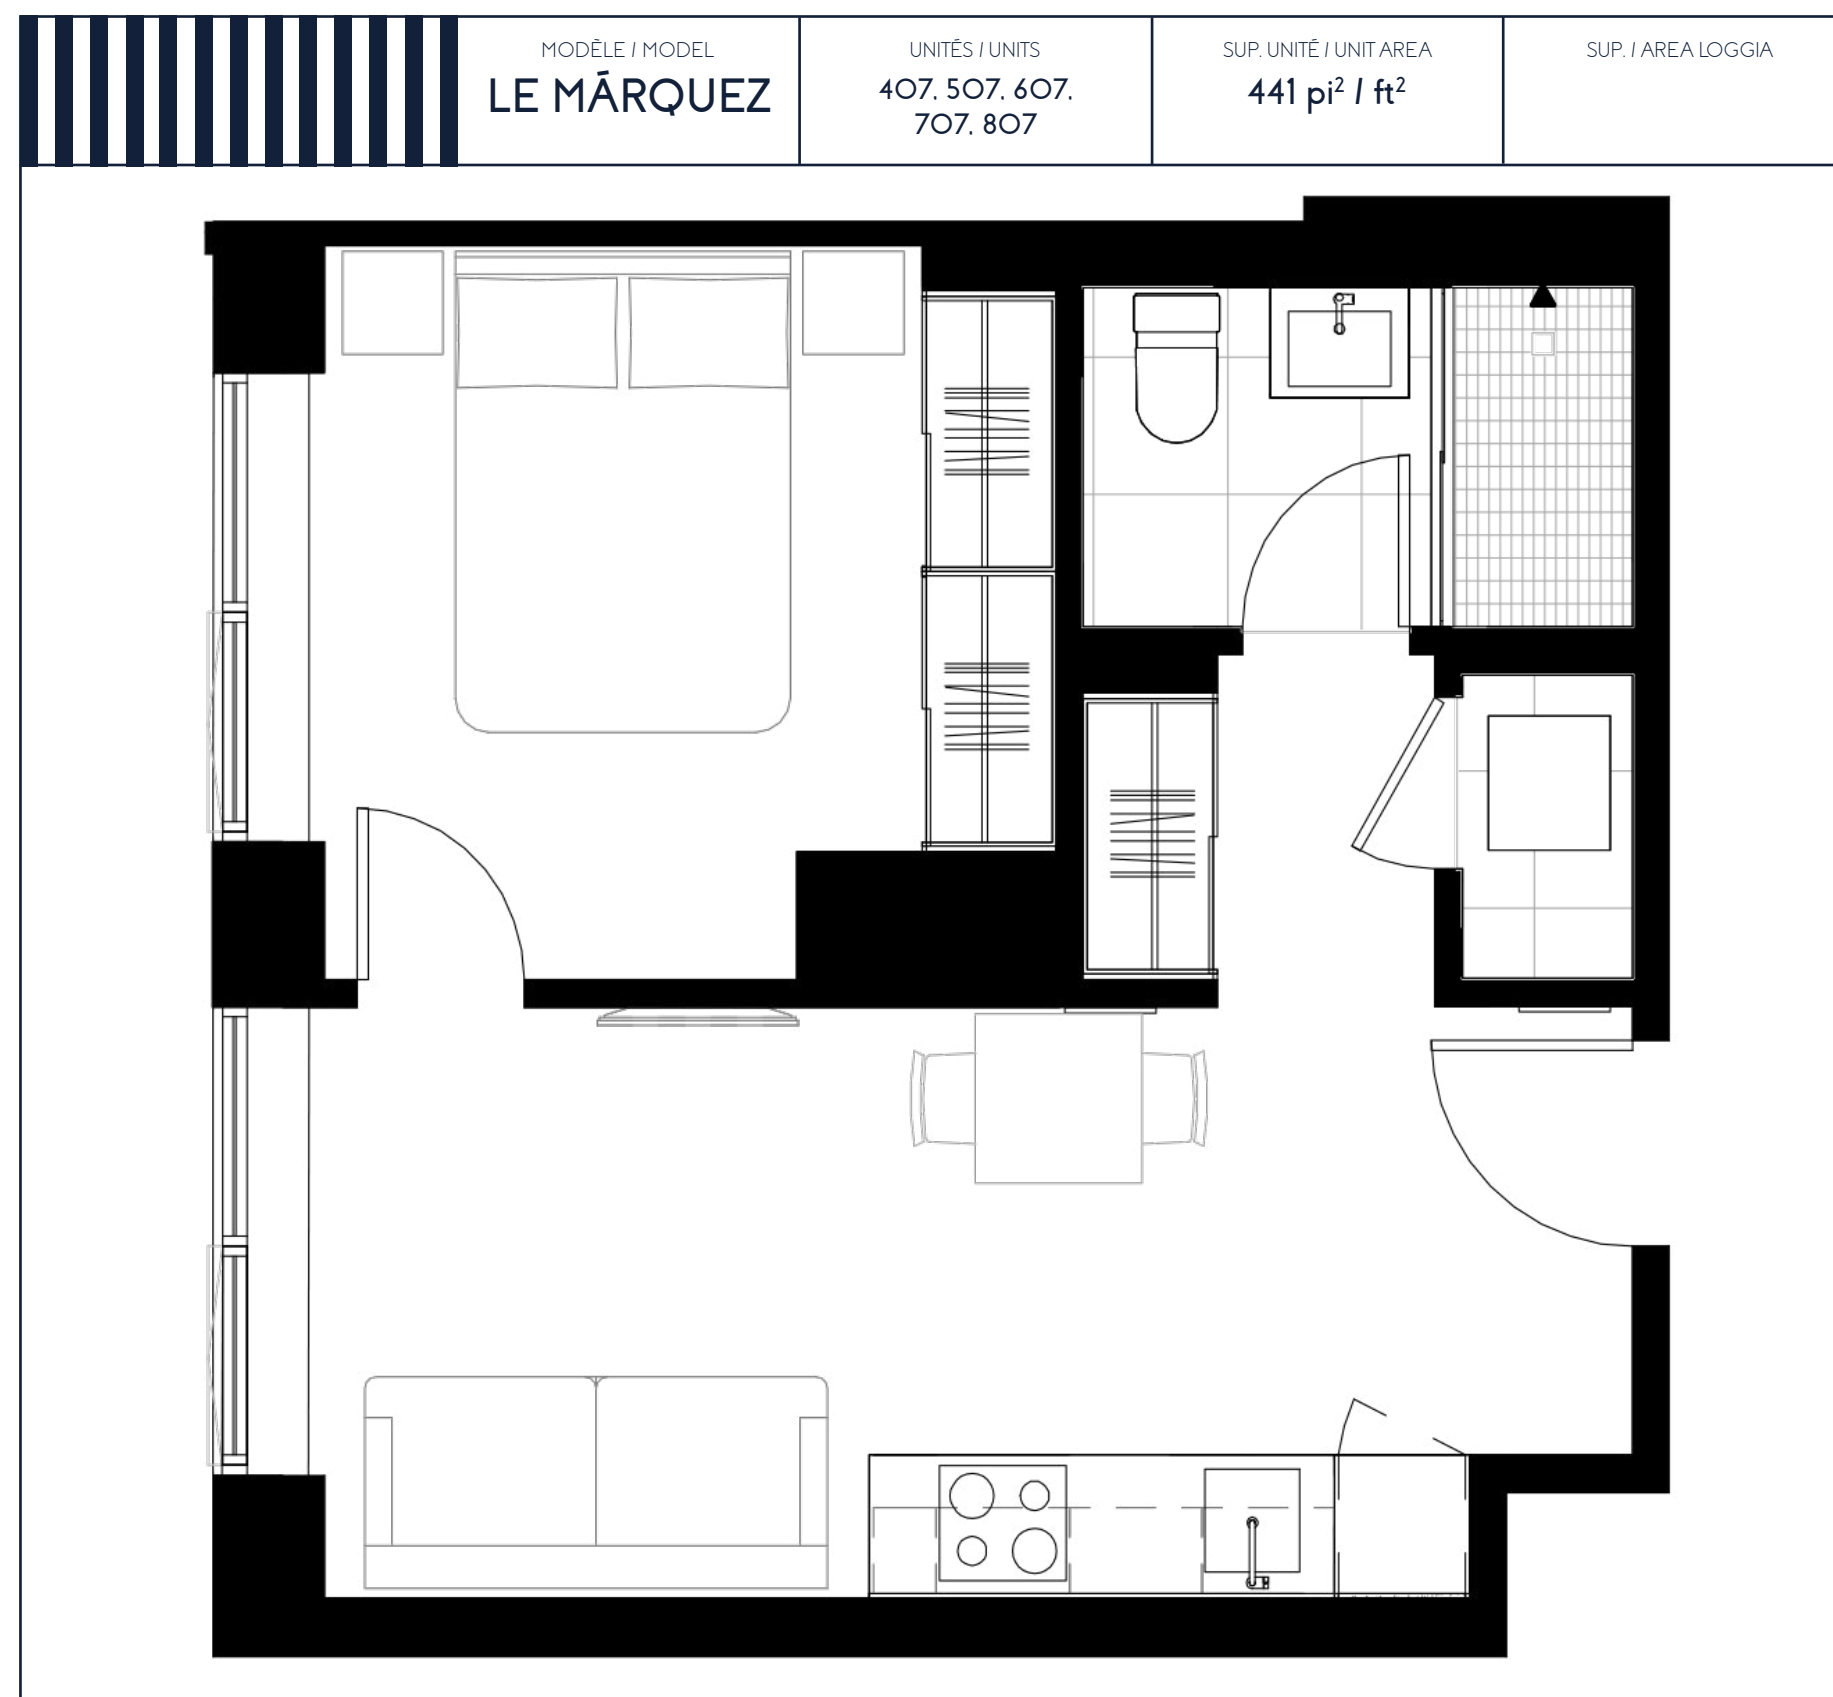 MODÈLE / MODEL
LE MÁRQUEZ
UNITÉS / UNITS
407, 507, 607,
707, 807
SUP. UNITÉ / UNIT AREA
441 pi² / ft²
SUP. / AREA LOGGIA